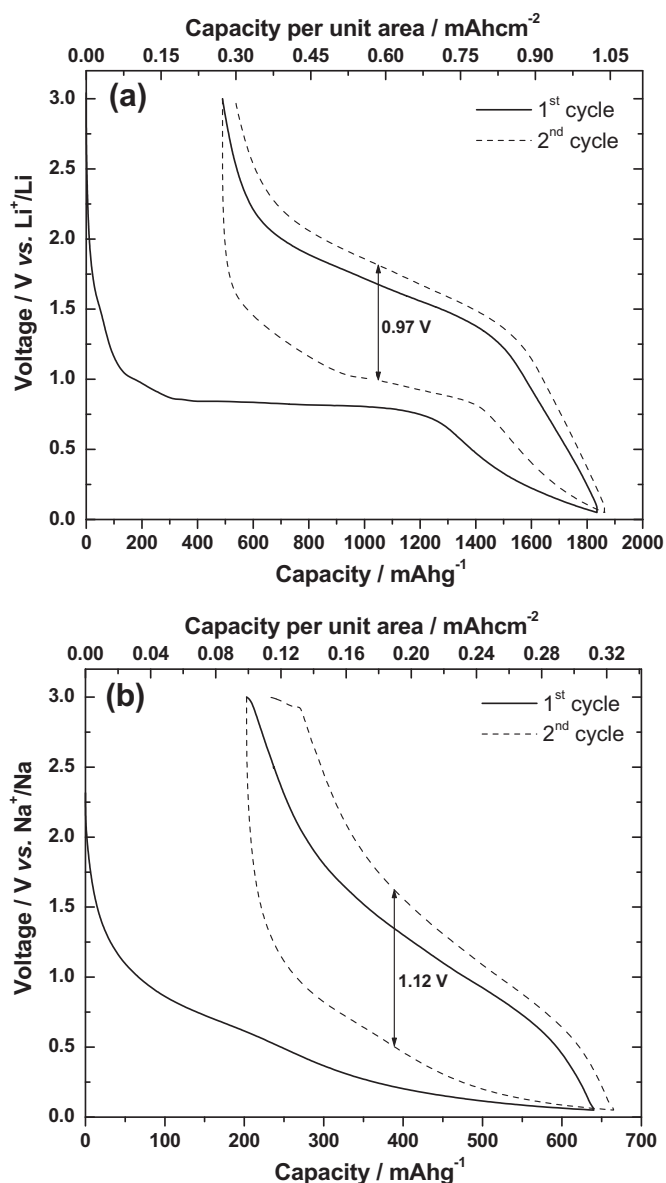 Capacity per unit area / mAhcm⁻²
0.00 0.15 0.30 0.45 0.60 0.75 0.90 1.05
(a)
1ˢᵗ cycle
2ⁿᵈ cycle
3.0
2.5
2.0
1.5
1.0
0.5
0.0
Voltage / V vs. Li⁺/Li
0.97 V
0 200 400 600 800 1000 1200 1400 1600 1800 2000
Capacity / mAhg⁻¹
Capacity per unit area / mAhcm⁻²
0.00 0.04 0.08 0.12 0.16 0.20 0.24 0.28 0.32
(b)
1ˢᵗ cycle
2ⁿᵈ cycle
3.0
2.5
2.0
1.5
1.0
0.5
0.0
Voltage / V vs. Na⁺/Na
1.12 V
0 100 200 300 400 500 600 700
Capacity / mAhg⁻¹